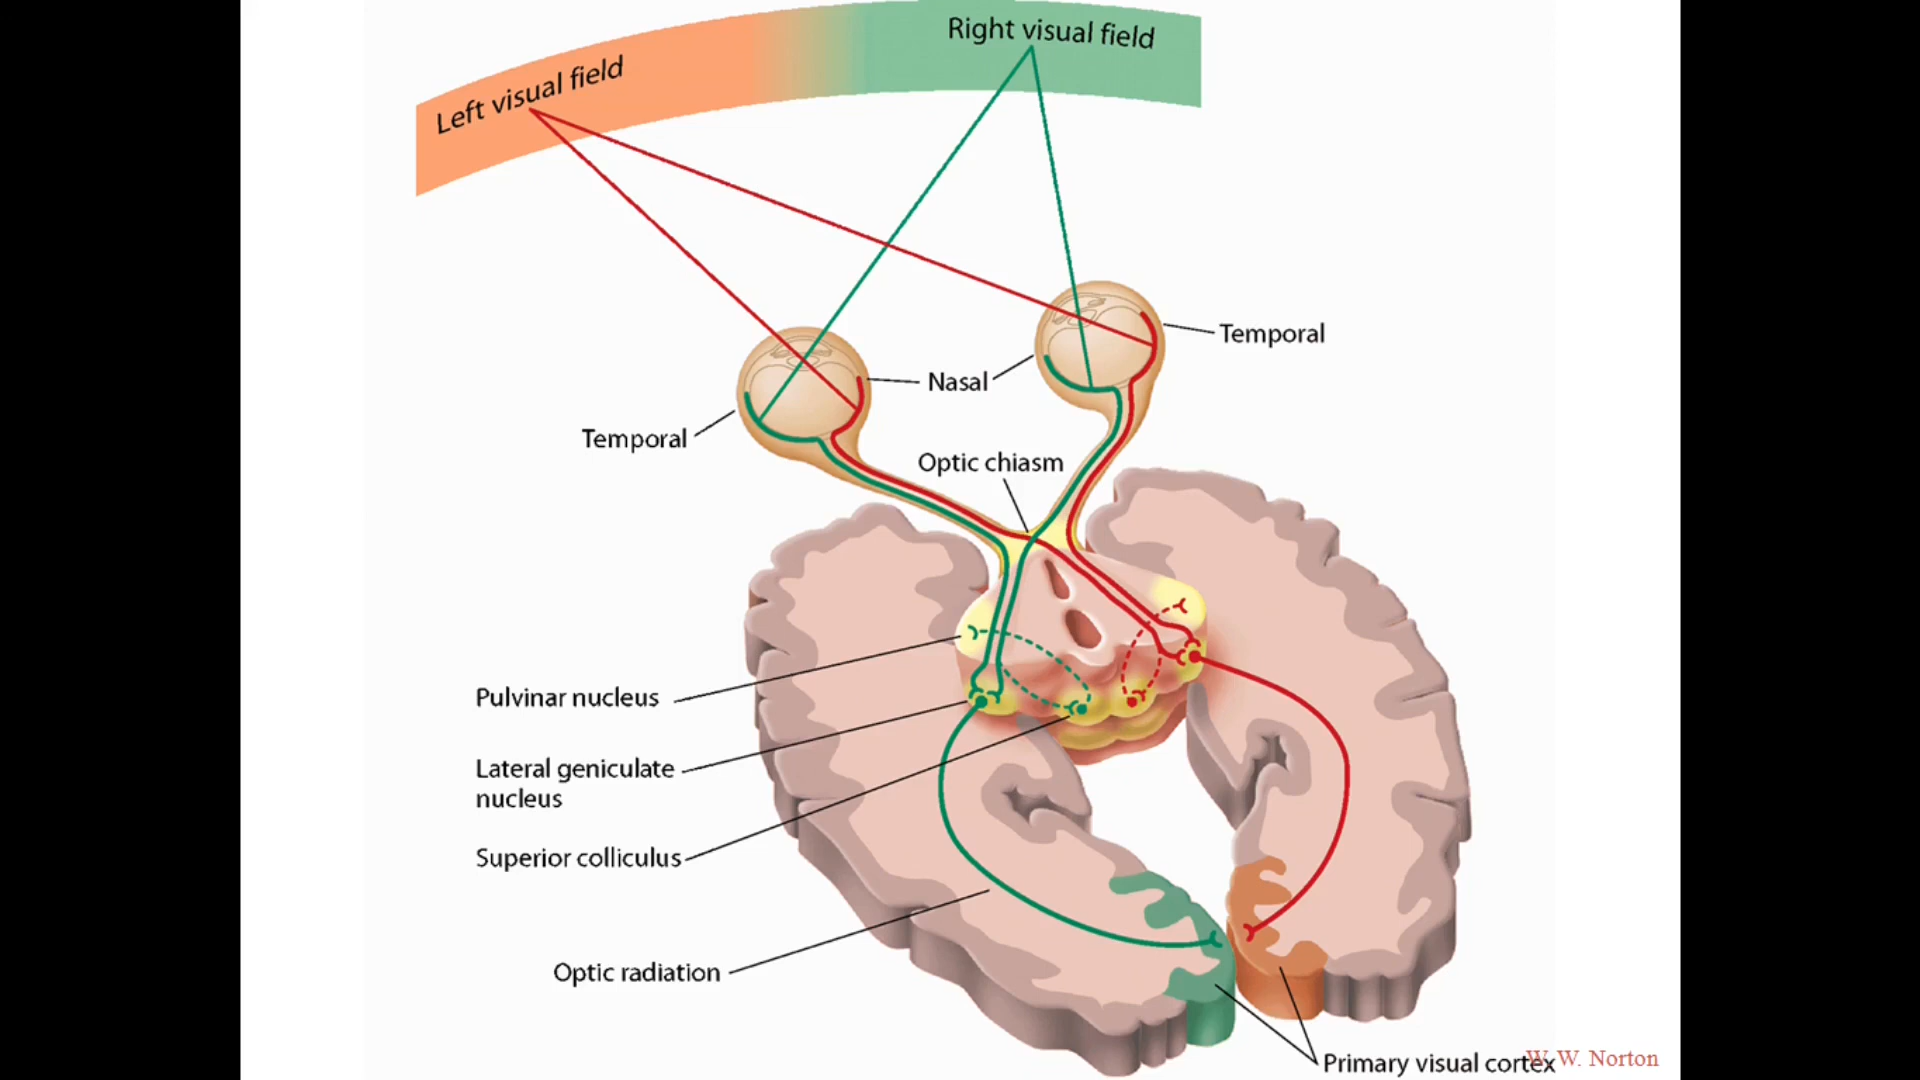 Right visual field
Left visual field
Temporal
Nasal
Temporal
Optic chiasm
Pulvinar nucleus
Lateral geniculate
nucleus
Superior colliculus
Optic radiation
Primary visual cortex
W. W. Norton